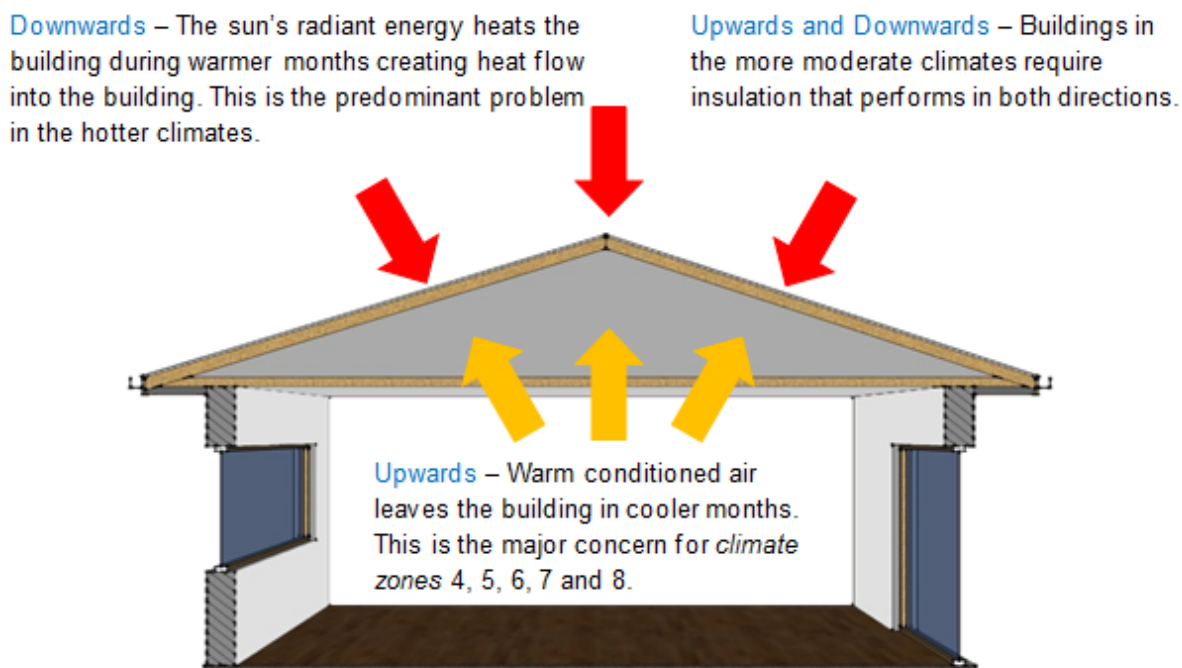 Downwards – The sun's radiant energy heats the
building during warmer months creating heat flow
into the building. This is the predominant problem
in the hotter climates.
Upwards and Downwards – Buildings in
the more moderate climates require
insulation that performs in both directions.
Upwards – Warm conditioned air
leaves the building in cooler months.
This is the major concern for climate
zones 4, 5, 6, 7 and 8.